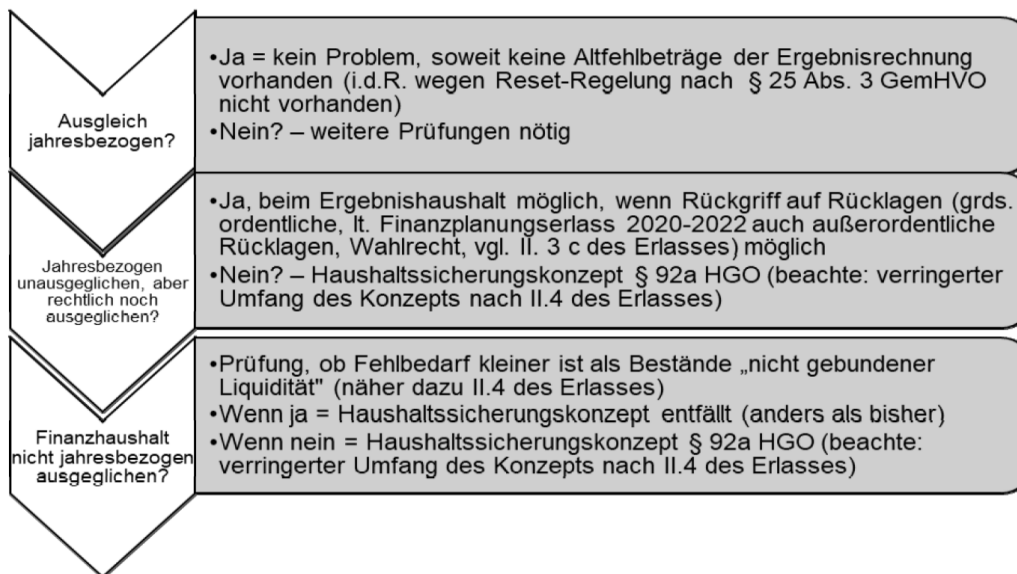 Ausgleich
jahresbezogen?
•Ja = kein Problem, soweit keine Altfehlbeträge der Ergebnisrechnung
vorhanden (i.d.R. wegen Reset-Regelung nach § 25 Abs. 3 GemHVO
nicht vorhanden)
•Nein? – weitere Prüfungen nötig
Jahresbezogen
unausgeglichen, aber
rechtlich noch
ausgeglichen?
•Ja, beim Ergebnishaushalt möglich, wenn Rückgriff auf Rücklagen (grds.
ordentliche, lt. Finanzplanungserlass 2020-2022 auch außerordentliche
Rücklagen, Wahlrecht, vgl. II. 3 c des Erlasses) möglich
•Nein? – Haushaltssicherungskonzept § 92a HGO (beachte: verringerter
Umfang des Konzepts nach II.4 des Erlasses)
Finanzhaushalt
nicht jahresbezogen
ausgeglichen?
•Prüfung, ob Fehlbedarf kleiner ist als Bestände „nicht gebundener
Liquidität" (näher dazu II.4 des Erlasses)
•Wenn ja = Haushaltssicherungskonzept entfällt (anders als bisher)
•Wenn nein = Haushaltssicherungskonzept § 92a HGO (beachte:
verringerter Umfang des Konzepts nach II.4 des Erlasses)